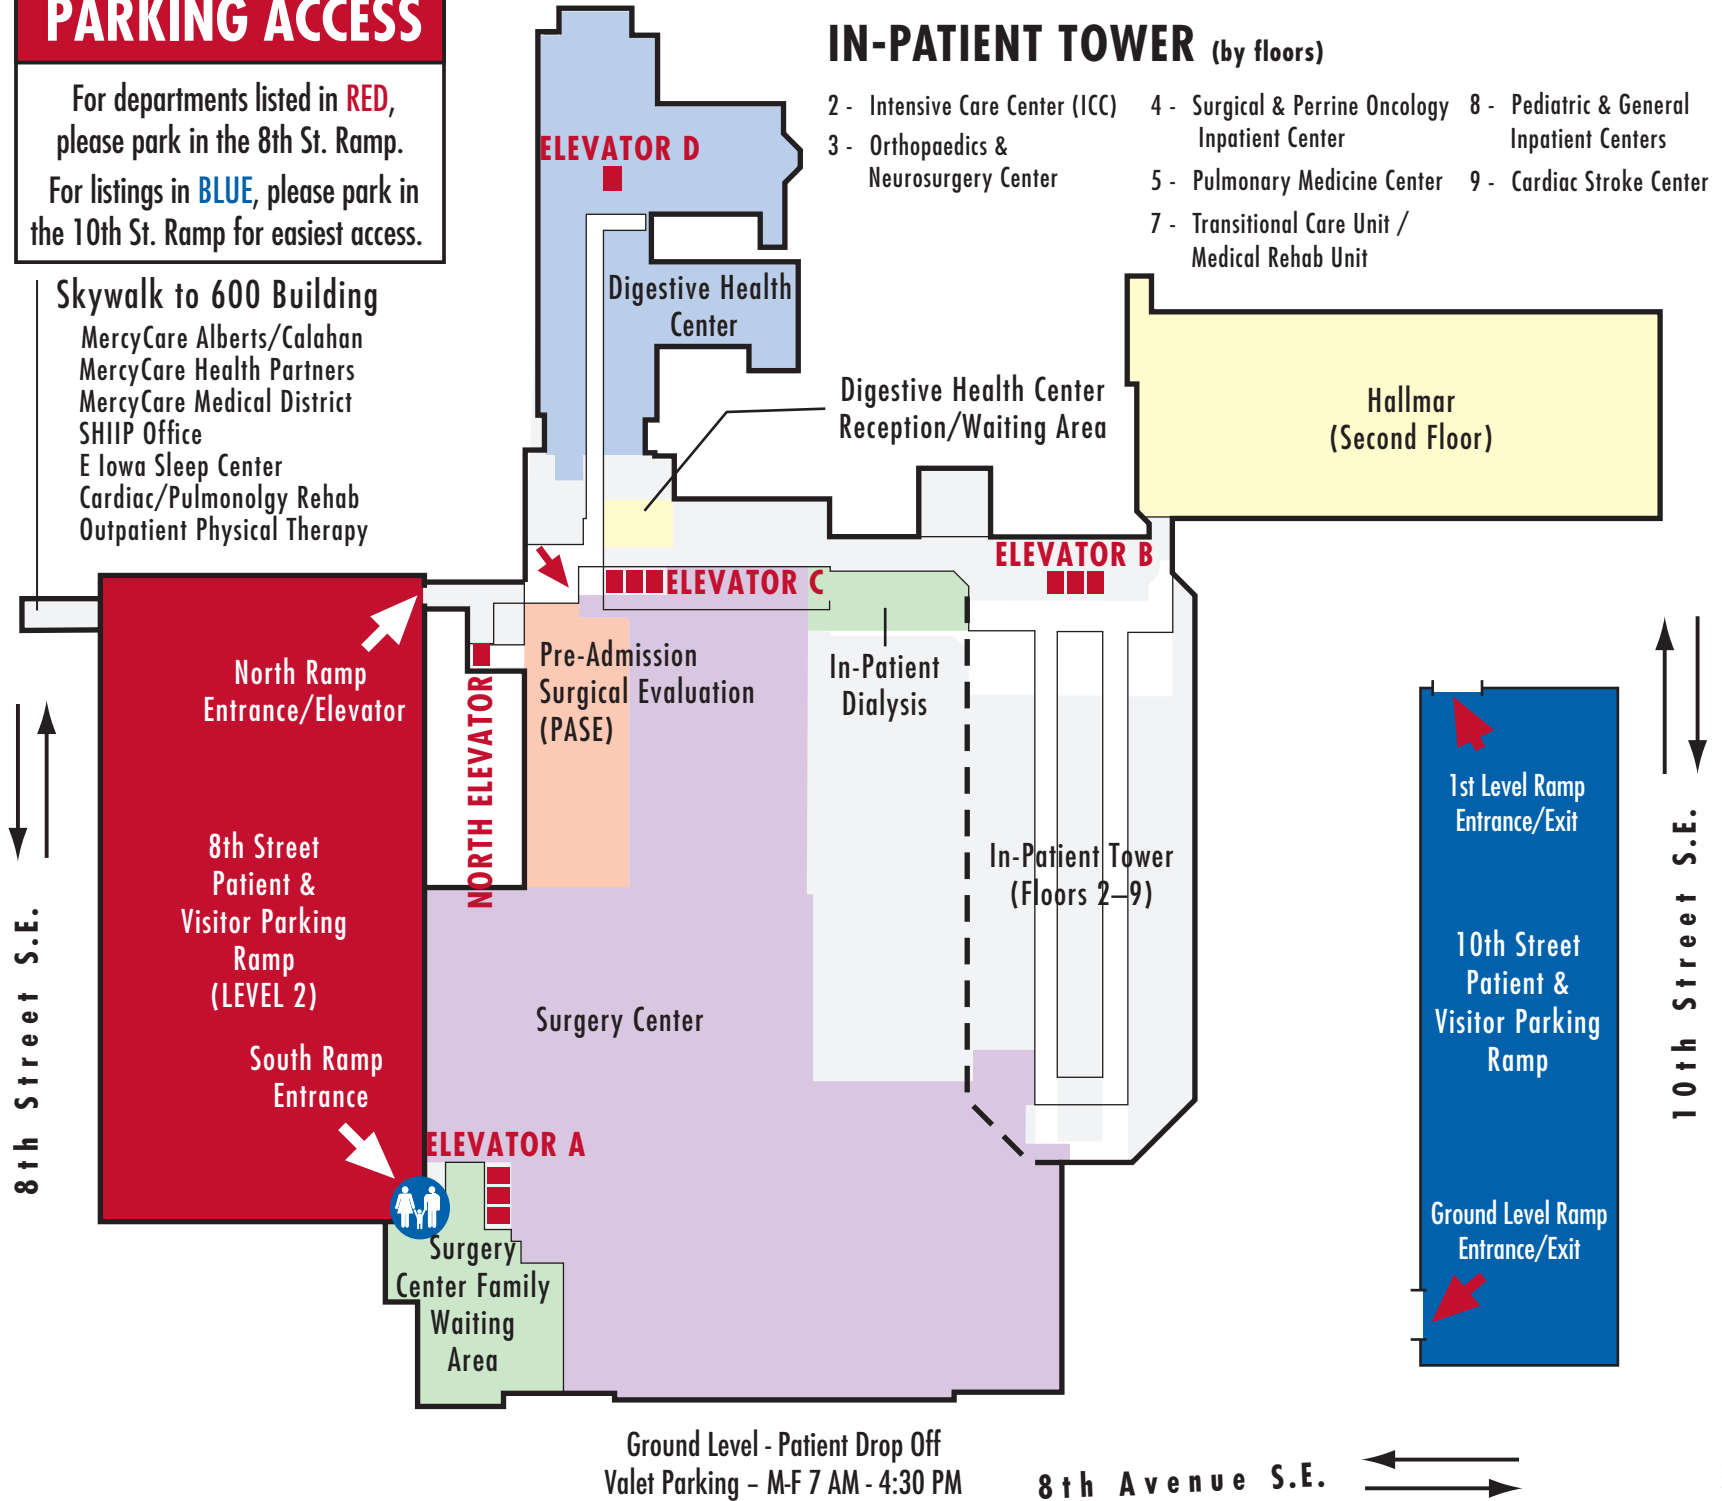 PARKING ACCESS
For departments listed in RED,
please park in the 8th St. Ramp.
For listings in BLUE, please park in
the 10th St. Ramp for easiest access.
IN-PATIENT TOWER (by floors)
2 - Intensive Care Center (ICC)
3 - Orthopaedics &
Neurosurgery Center
4 - Surgical & Perrine Oncology
Inpatient Center
5 - Pulmonary Medicine Center
7 - Transitional Care Unit /
Medical Rehab Unit
8 - Pediatric & General
Inpatient Centers
9 - Cardiac Stroke Center
Skywalk to 600 Building
MercyCare Alberts/Calahan
MercyCare Health Partners
MercyCare Medical District
SHIIP Office
E Iowa Sleep Center
Cardiac/Pulmonolgy Rehab
Outpatient Physical Therapy
ELEVATOR D
Digestive Health
Center
Digestive Health Center
Reception/Waiting Area
Hallmar
(Second Floor)
ELEVATOR C
ELEVATOR B
North Ramp
Entrance/Elevator
NORTH ELEVATOR
Pre-Admission
Surgical Evaluation
(PASE)
In-Patient
Dialysis
In-Patient Tower
(Floors 2–9)
8th Street
Patient &
Visitor Parking
Ramp
(LEVEL 2)
South Ramp
Entrance
8th Street S.E.
Surgery Center
ELEVATOR A
Surgery
Center Family
Waiting
Area
1st Level Ramp
Entrance/Exit
10th Street
Patient &
Visitor Parking
Ramp
Ground Level Ramp
Entrance/Exit
10th Street S.E.
Ground Level - Patient Drop Off
Valet Parking – M-F 7 AM - 4:30 PM
8th Avenue S.E.